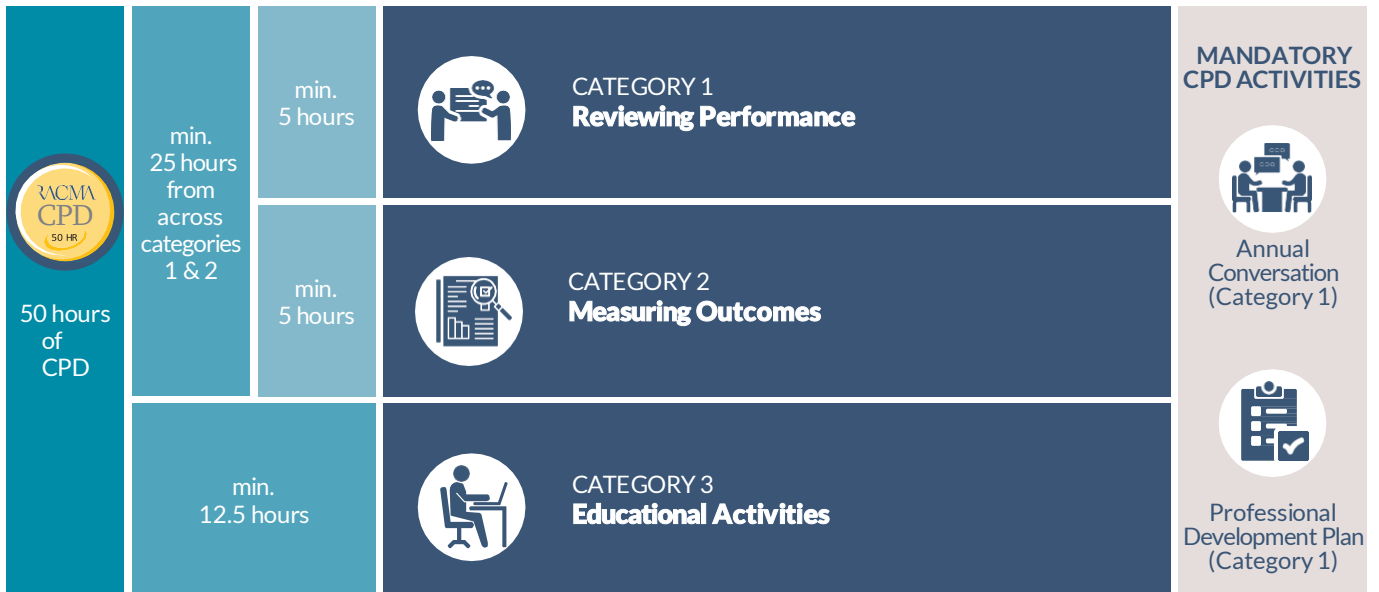 RACMA
CPD
50 HR
50 hours
of
CPD
min.
25 hours
from
across
categories
1 & 2
min.
5 hours
min.
5 hours
min.
12.5 hours
CATEGORY 1
Reviewing Performance
CATEGORY 2
Measuring Outcomes
CATEGORY 3
Educational Activities
MANDATORY
CPD ACTIVITIES
Annual
Conversation
(Category 1)
Professional
Development Plan
(Category 1)